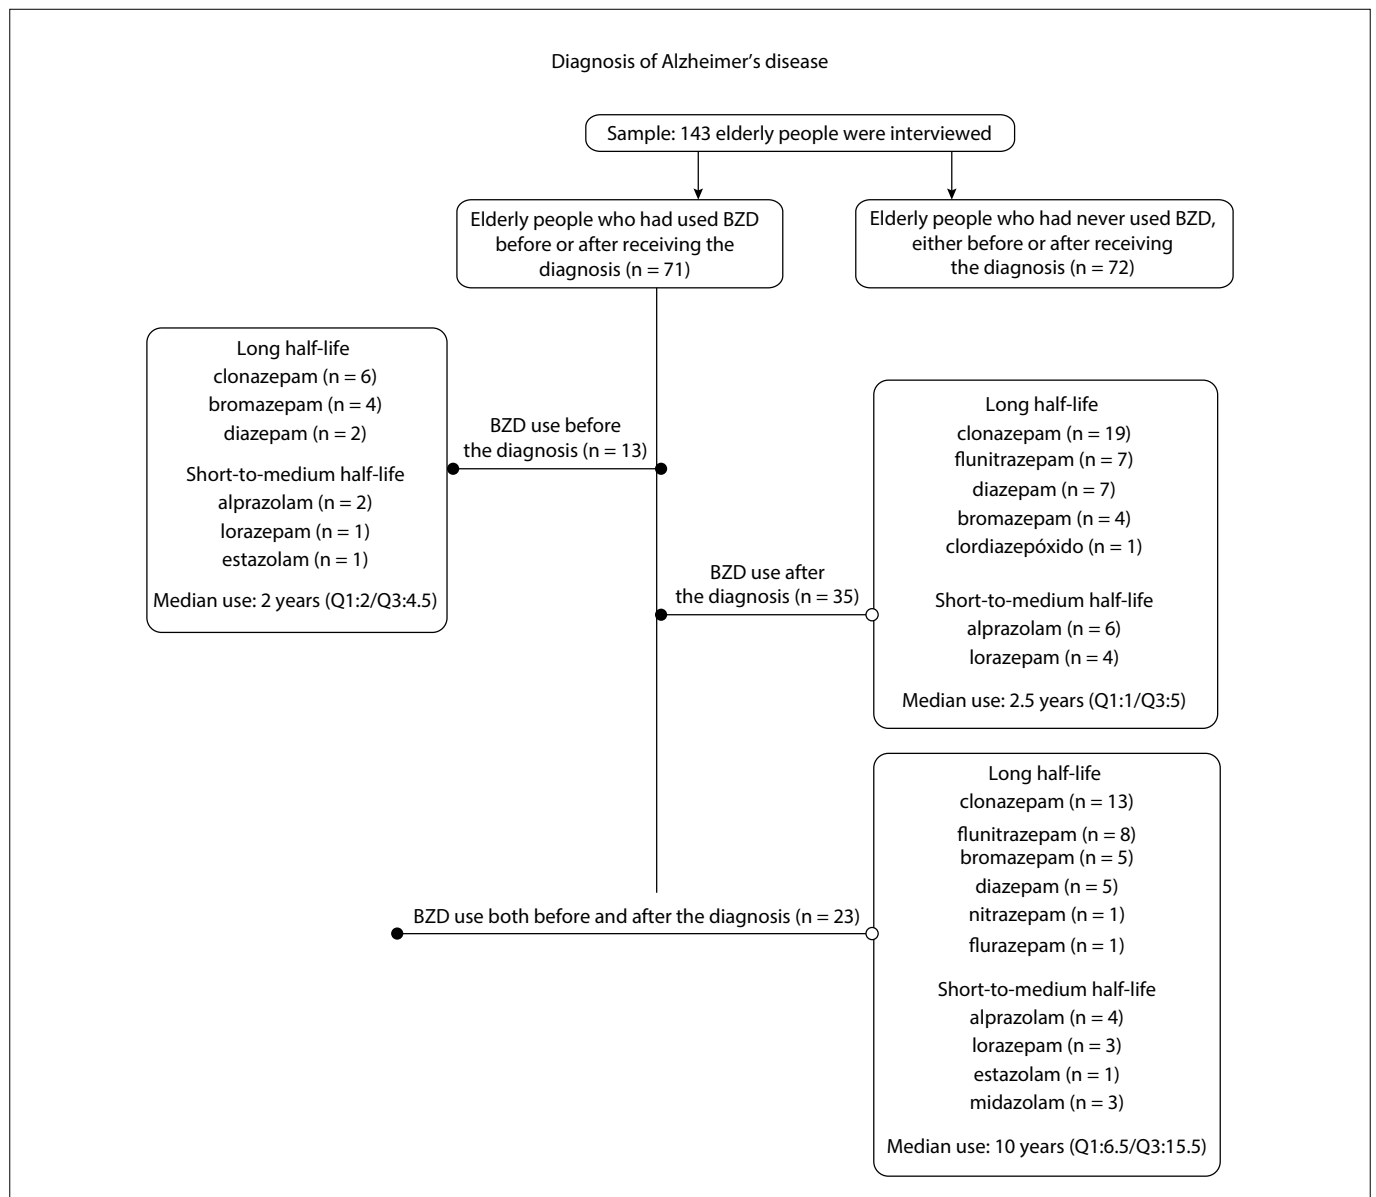 Diagnosis of Alzheimer's disease
Sample: 143 elderly people were interviewed
Elderly people who had used BZD
before or after receiving the
diagnosis (n = 71)
Elderly people who had never used BZD,
either before or after receiving
the diagnosis (n = 72)
Long half-life
clonazepam (n = 6)
bromazepam (n = 4)
diazepam (n = 2)
Short-to-medium half-life
alprazolam (n = 2)
lorazepam (n = 1)
estazolam (n = 1)
Median use: 2 years (Q1:2/Q3:4.5)
BZD use before
the diagnosis (n = 13)
BZD use after
the diagnosis (n = 35)
Long half-life
clonazepam (n = 19)
flunitrazepam (n = 7)
diazepam (n = 7)
bromazepam (n = 4)
clordiazepóxido (n = 1)
Short-to-medium half-life
alprazolam (n = 6)
lorazepam (n = 4)
Median use: 2.5 years (Q1:1/Q3:5)
BZD use both before and after the diagnosis (n = 23)
Long half-life
clonazepam (n = 13)
flunitrazepam (n = 8)
bromazepam (n = 5)
diazepam (n = 5)
nitrazepam (n = 1)
flurazepam (n = 1)
Short-to-medium half-life
alprazolam (n = 4)
lorazepam (n = 3)
estazolam (n = 1)
midazolam (n = 3)
Median use: 10 years (Q1:6.5/Q3:15.5)